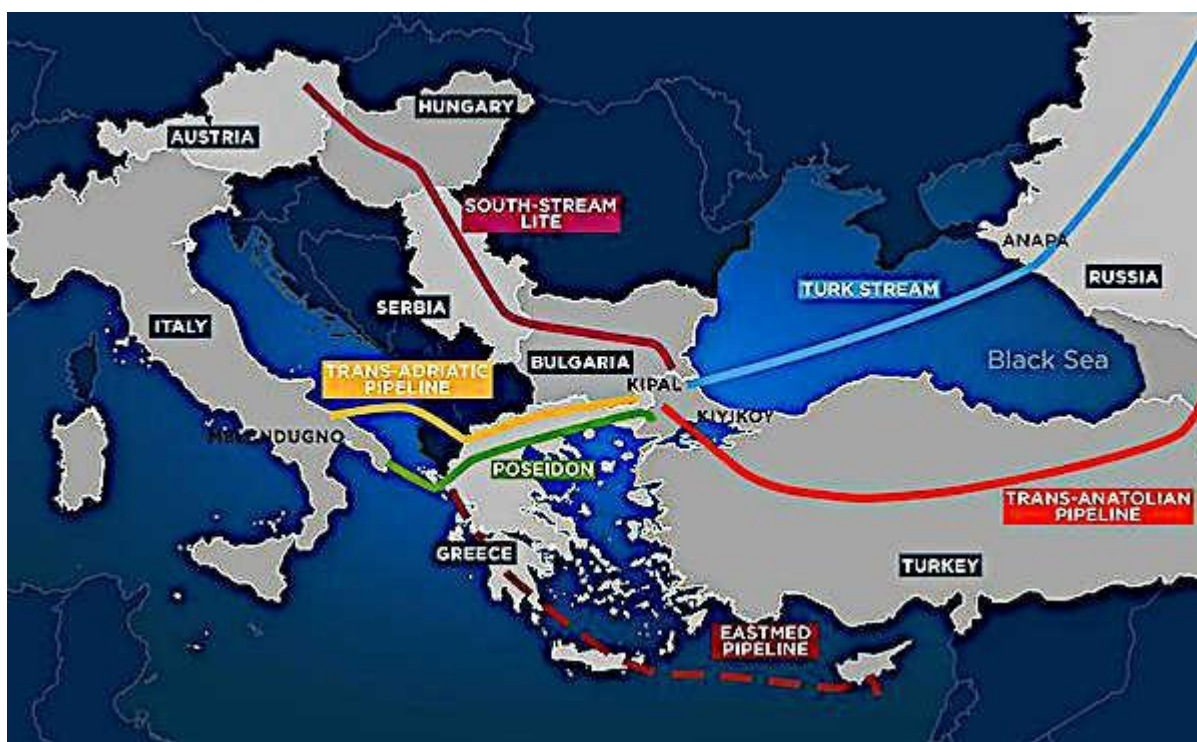 HUNGARY
AUSTRIA
SOUTH-STREAM
LITE
ANAPA
RUSSIA
TURK STREAM
SERBIA
ITALY
Black Sea
BULGARIA
TRANS-ADRIATIC
PIPELINE
KIPAL
KIYIKOY
MELENDUGNO
POSEIDON
TRANS-ANATOLIAN
PIPELINE
GREECE
TURKEY
EASTMED
PIPELINE